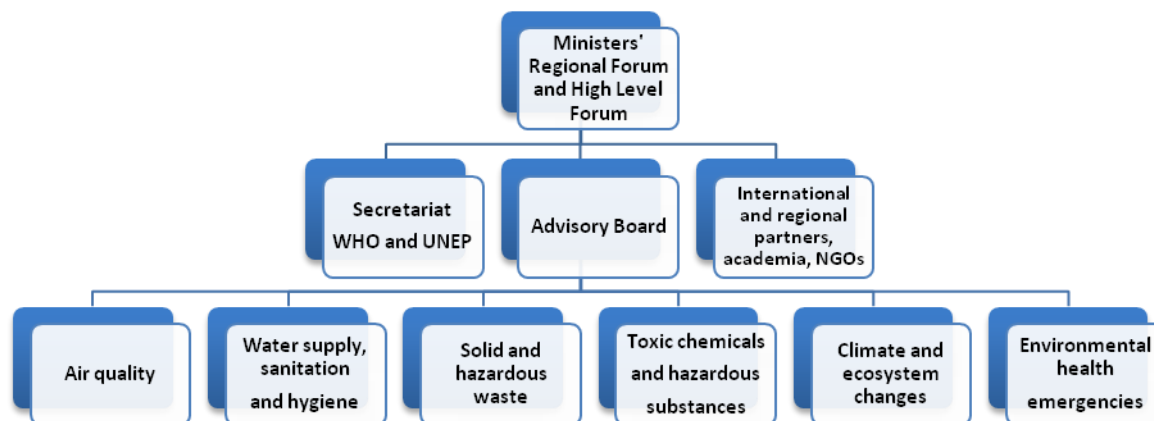 Ministers'
Regional Forum
and High Level
Forum
Secretariat
WHO and UNEP
Advisory Board
International
and regional
partners,
academia, NGOs
Air quality
Water supply,
sanitation
and hygiene
Solid and
hazardous
waste
Toxic chemicals
and hazardous
substances
Climate and
ecosystem
changes
Environmental
health
emergencies